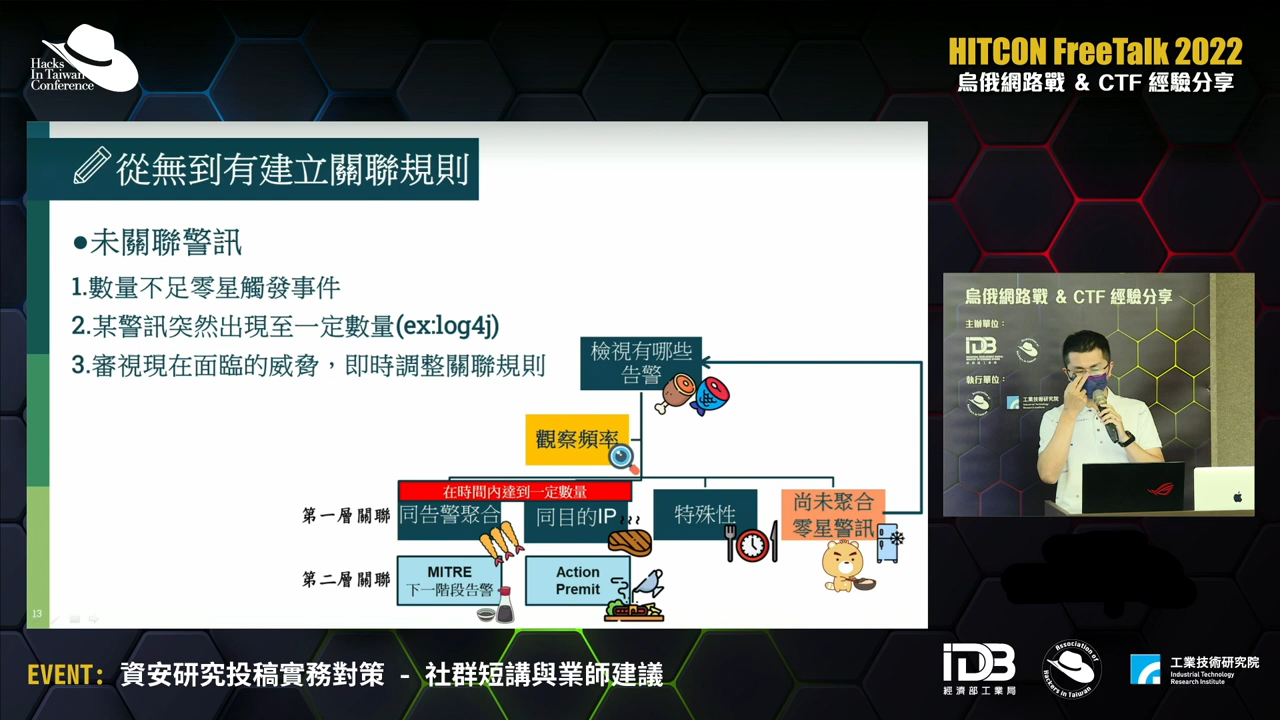 Hacks
In Taiwan
Conference
HITCON FreeTalk 2022
烏俄網路戰 & CTF 經驗分享
從無到有建立關聯規則
●未關聯警訊
1.數量不足零星觸發事件
2.某警訊突然出現至一定數量(ex:log4j)
3.審視現在面臨的威脅，即時調整關聯規則
檢視有哪些
告警
觀察頻率
在時間內達到一定數量
第一層關聯
同告警聚合
同目的IP
特殊性
尚未聚合
零星警訊
第二層關聯
MITRE
下一階段告警
Action
Premit
13
烏俄網路戰 & CTF 經驗分享
主辦單位：
IDB
執行單位：
工業技術研究院
EVENT： 資安研究投稿實務對策 - 社群短講與業師建議
IDB
經濟部工業局
Association of
Hackers in Taiwan
工業技術研究院
Industrial Technology
Research Institute